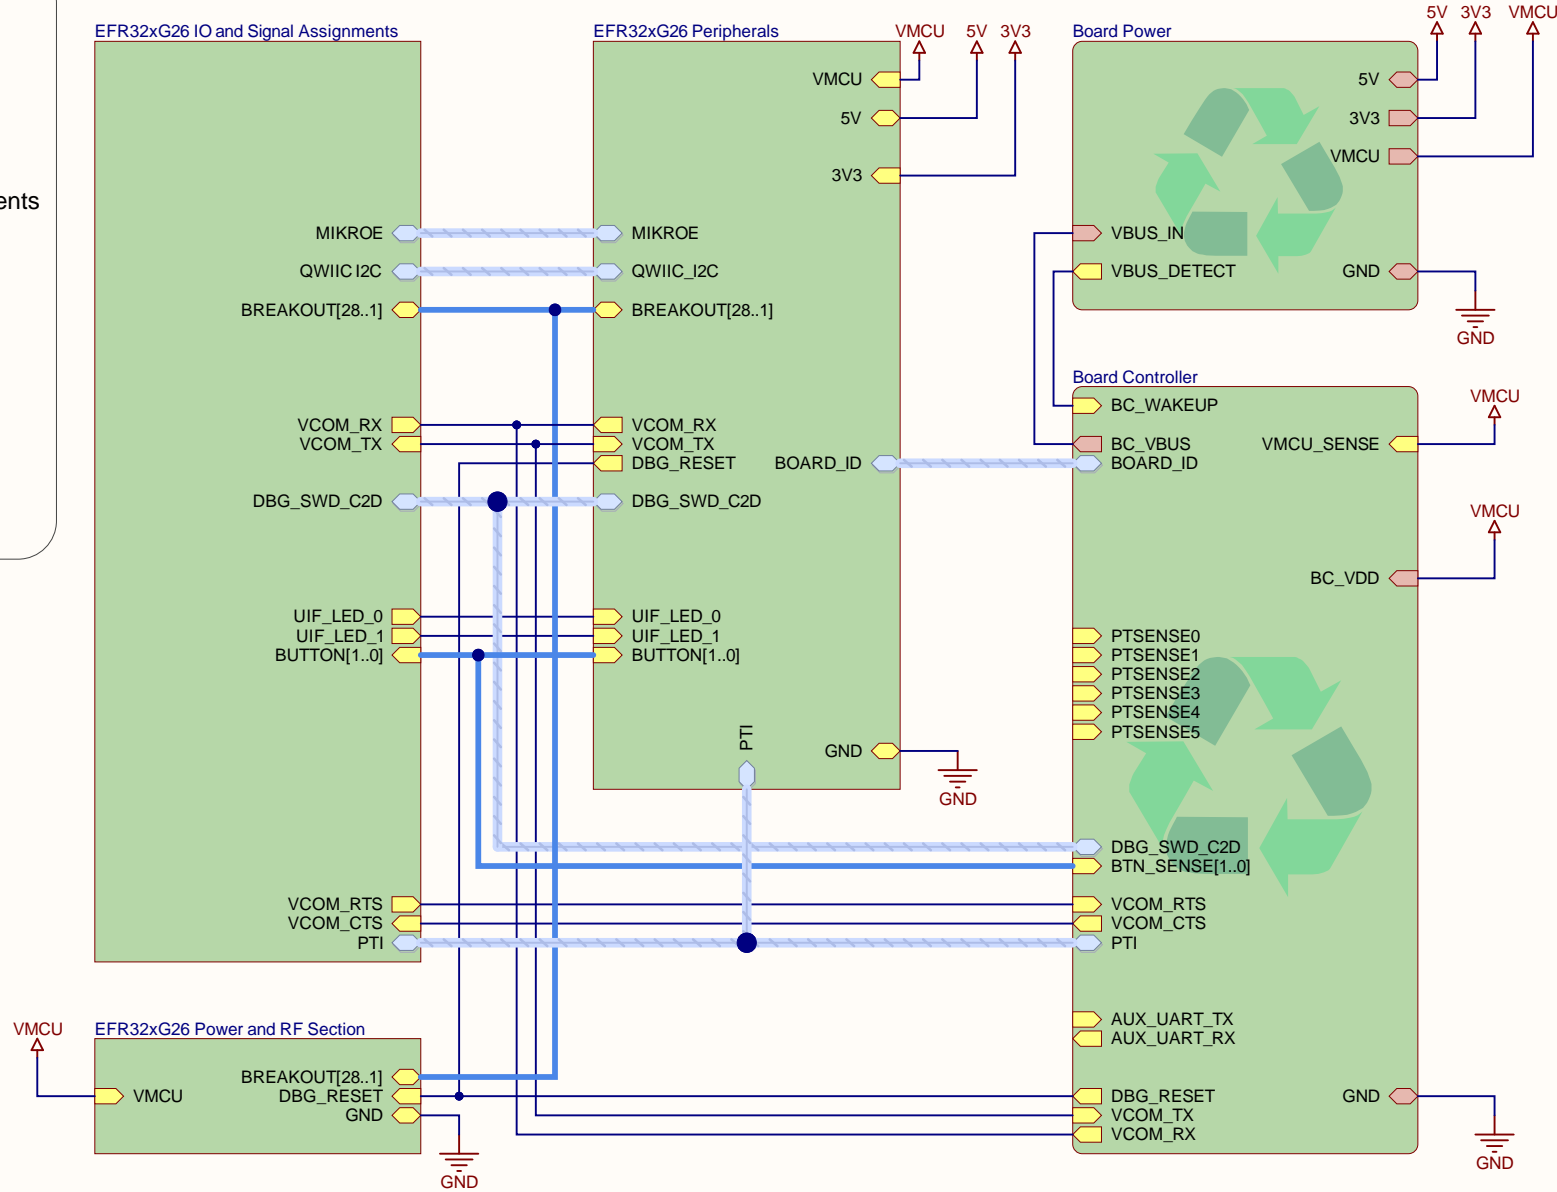 ents
EFR32xG26 IO and Signal Assignments
MIKROE
QWIIC I2C
BREAKOUT[28..1]
VCOM_RX
VCOM_TX
DBG_SWD_C2D
UIF_LED_0
UIF_LED_1
BUTTON[1..0]
VCOM_RTS
VCOM_CTS
PTI
EFR32xG26 Peripherals
VMCU
5V
3V3
VMCU
5V
3V3
MIKROE
QWIIC_I2C
BREAKOUT[28..1]
VCOM_RX
VCOM_TX
DBG_RESET
BOARD_ID
DBG_SWD_C2D
UIF_LED_0
UIF_LED_1
BUTTON[1..0]
PTI
GND
GND
Board Power
5V
3V3
VMCU
5V
3V3
VMCU
VBUS_IN
VBUS_DETECT
GND
GND
Board Controller
BC_WAKEUP
VMCU
BC_VBUS
VMCU_SENSE
BOARD_ID
VMCU
BC_VDD
PTSENSE0
PTSENSE1
PTSENSE2
PTSENSE3
PTSENSE4
PTSENSE5
DBG_SWD_C2D
BTN_SENSE[1..0]
VCOM_RTS
VCOM_CTS
PTI
AUX_UART_TX
AUX_UART_RX
DBG_RESET
GND
VCOM_TX
VCOM_RX
GND
VMCU
EFR32xG26 Power and RF Section
BREAKOUT[28..1]
VMCU
DBG_RESET
GND
GND